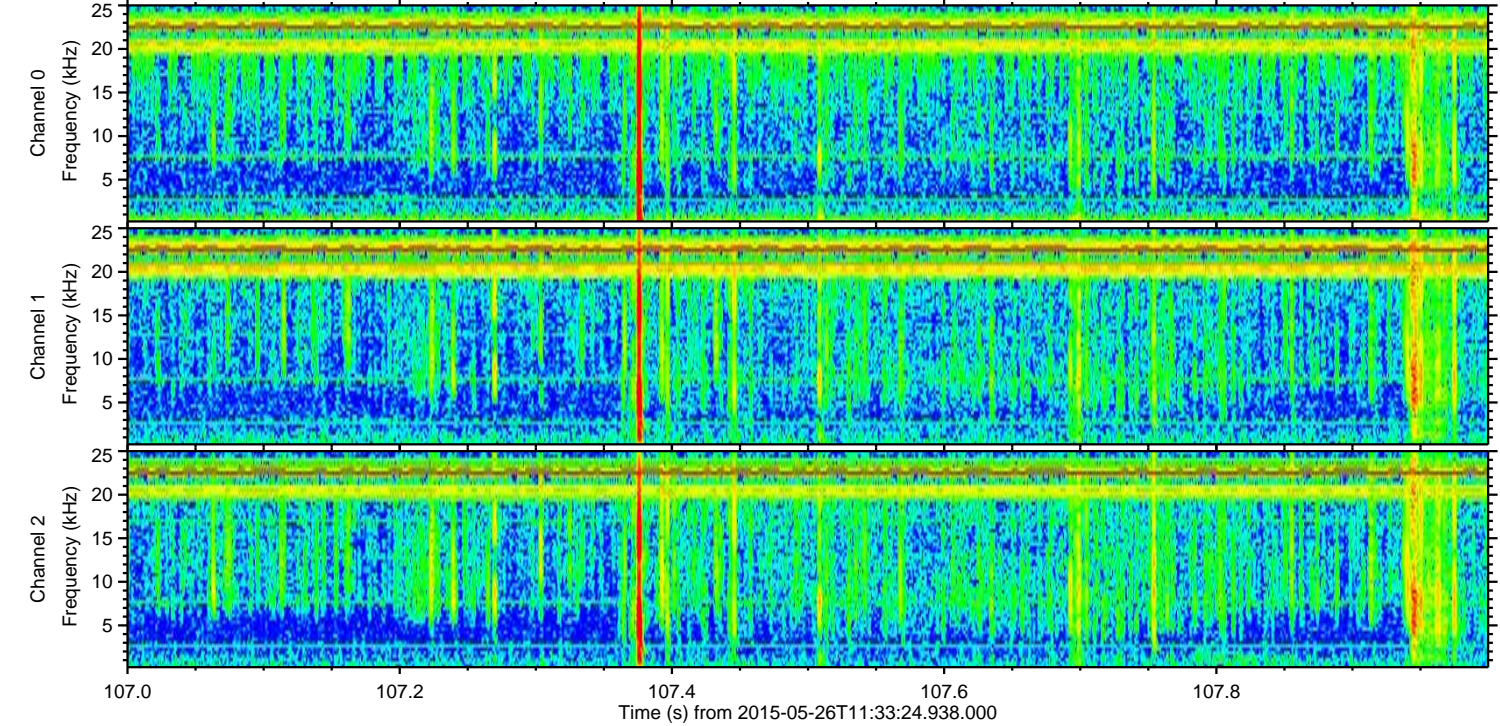 25
20
15
10
5
Channel 0
Frequency (kHz)
25
20
15
10
5
Channel 1
Frequency (kHz)
25
20
15
10
5
Channel 2
Frequency (kHz)
107.0 107.2 107.4 107.6 107.8
Time (s) from 2015-05-26T11:33:24.938.000